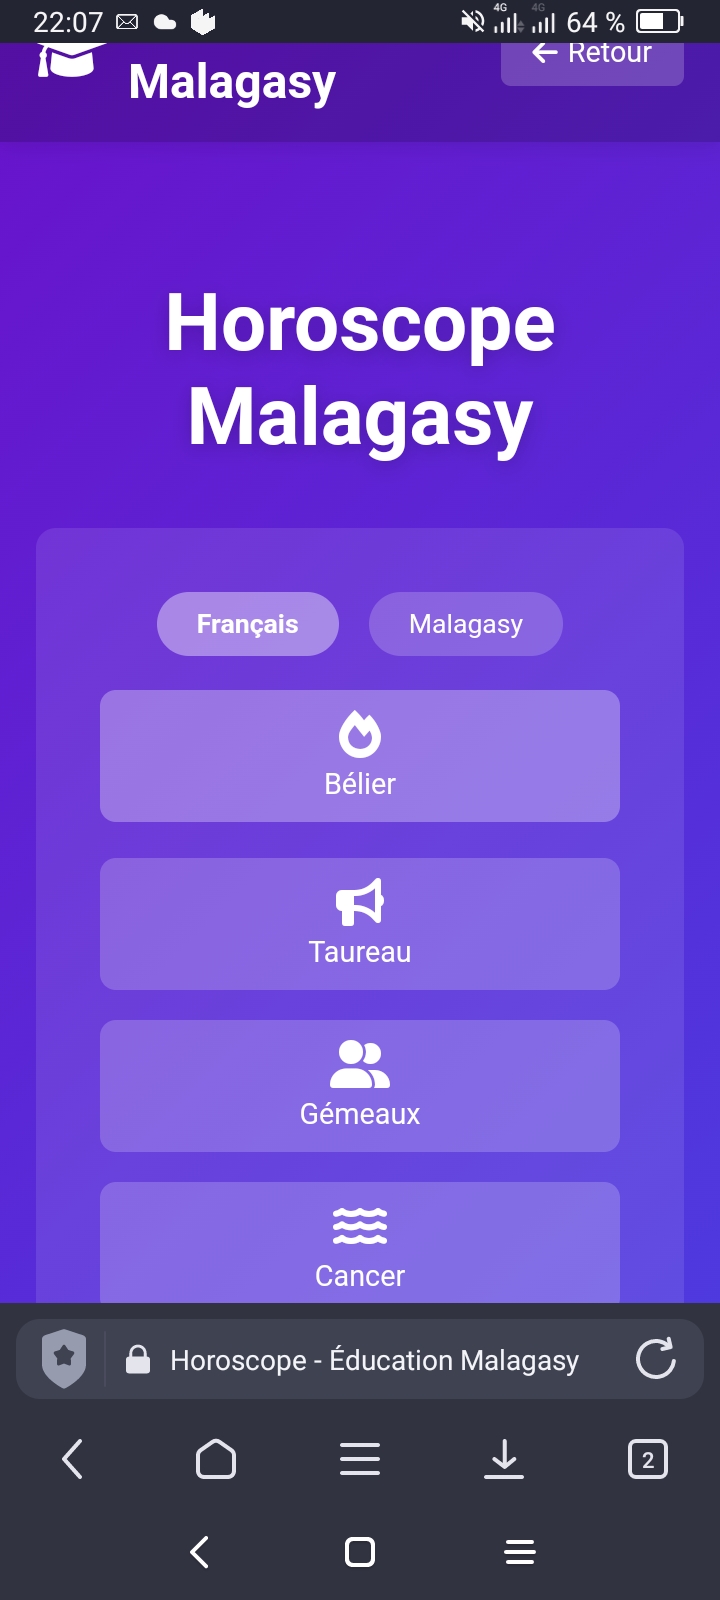 22:07
4G
4G
64 %
Malagasy
Retour
Horoscope
Malagasy
Français
Malagasy
Bélier
Taureau
Gémeaux
Cancer
Horoscope - Éducation Malagasy
2